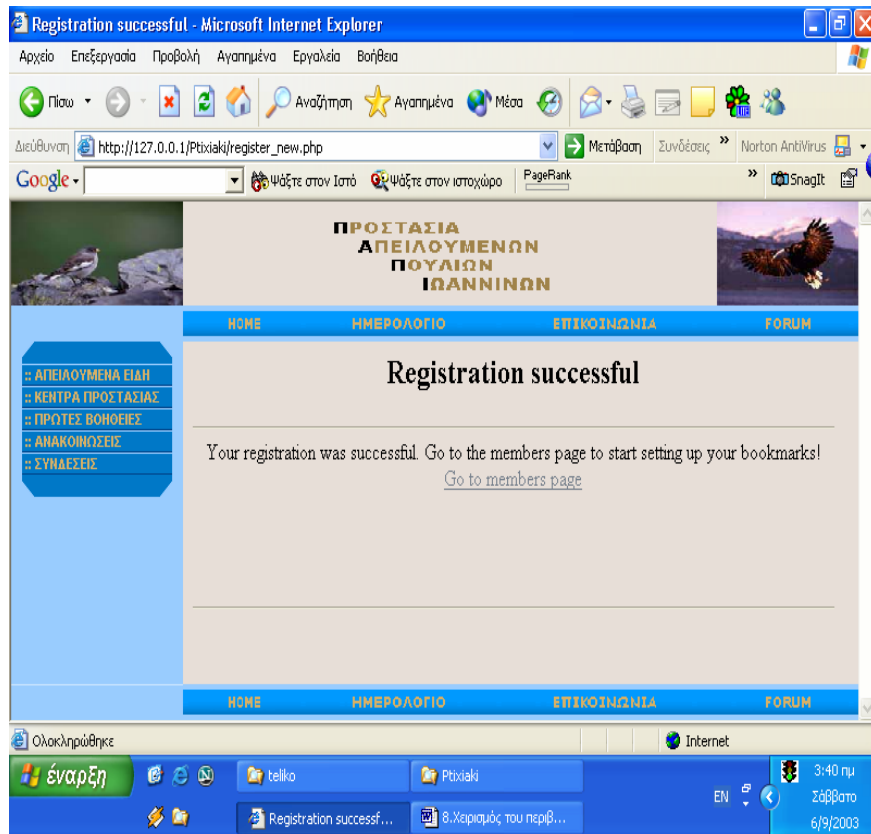 Registration successful - Microsoft Internet Explorer
Αρχείο Επεξεργασία Προβολή Αγαπημένα Εργαλεία Βοήθεια
Πίσω Αναζήτηση Αγαπημένα Μέσα
Διεύθυνση http://127.0.0.1/Ptixiaki/register_new.php Μετάβαση Συνδέσεις » Norton AntiVirus
Google Ψάξτε στον Ιστό Ψάξτε στον ιστοχώρο PageRank » SnagIt
ΠΡΟΣΤΑΣΙΑ
ΑΠΕΙΛΟΥΜΕΝΩΝ
ΠΟΥΛΙΩΝ
ΙΩΑΝΝΙΝΩΝ
HOME ΗΜΕΡΟΛΟΓΙΟ ΕΠΙΚΟΙΝΩΝΙΑ FORUM
:: ΑΠΕΙΛΟΥΜΕΝΑ ΕΙΔΗ
:: ΚΕΝΤΡΑ ΠΡΟΣΤΑΣΙΑΣ
:: ΠΡΩΤΕΣ ΒΟΗΘΕΙΕΣ
:: ΑΝΑΚΟΙΝΩΣΕΙΣ
:: ΣΥΝΔΕΣΕΙΣ
Registration successful
Your registration was successful. Go to the members page to start setting up your bookmarks!
Go to members page
HOME ΗΜΕΡΟΛΟΓΙΟ ΕΠΙΚΟΙΝΩΝΙΑ FORUM
Ολοκληρώθηκε Internet
έναρξη teliko Ptixiaki 3:40 πμ
EN Σάββατο
Registration successf... 8.Χειρισμός του περιβ... 6/9/2003